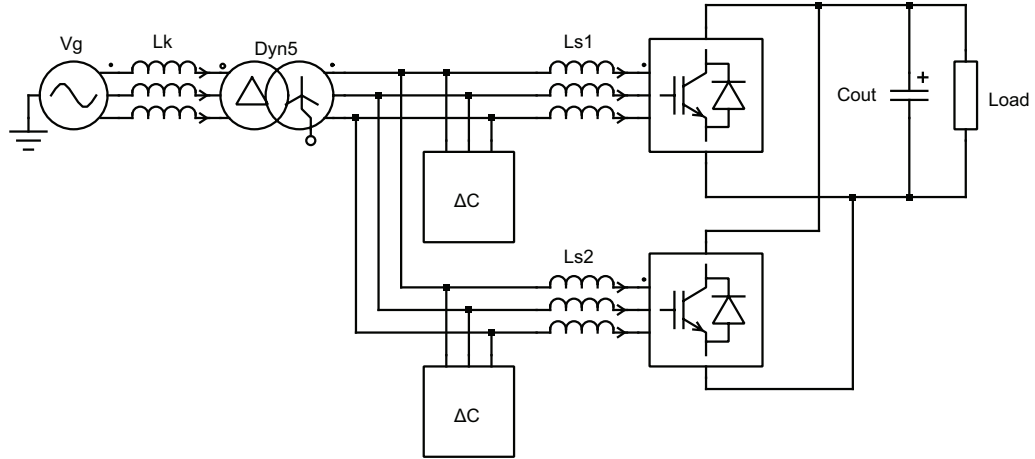 Vg
Lk
Dyn5
Ls1
ΔC
Cout
+
Load
Ls2
ΔC